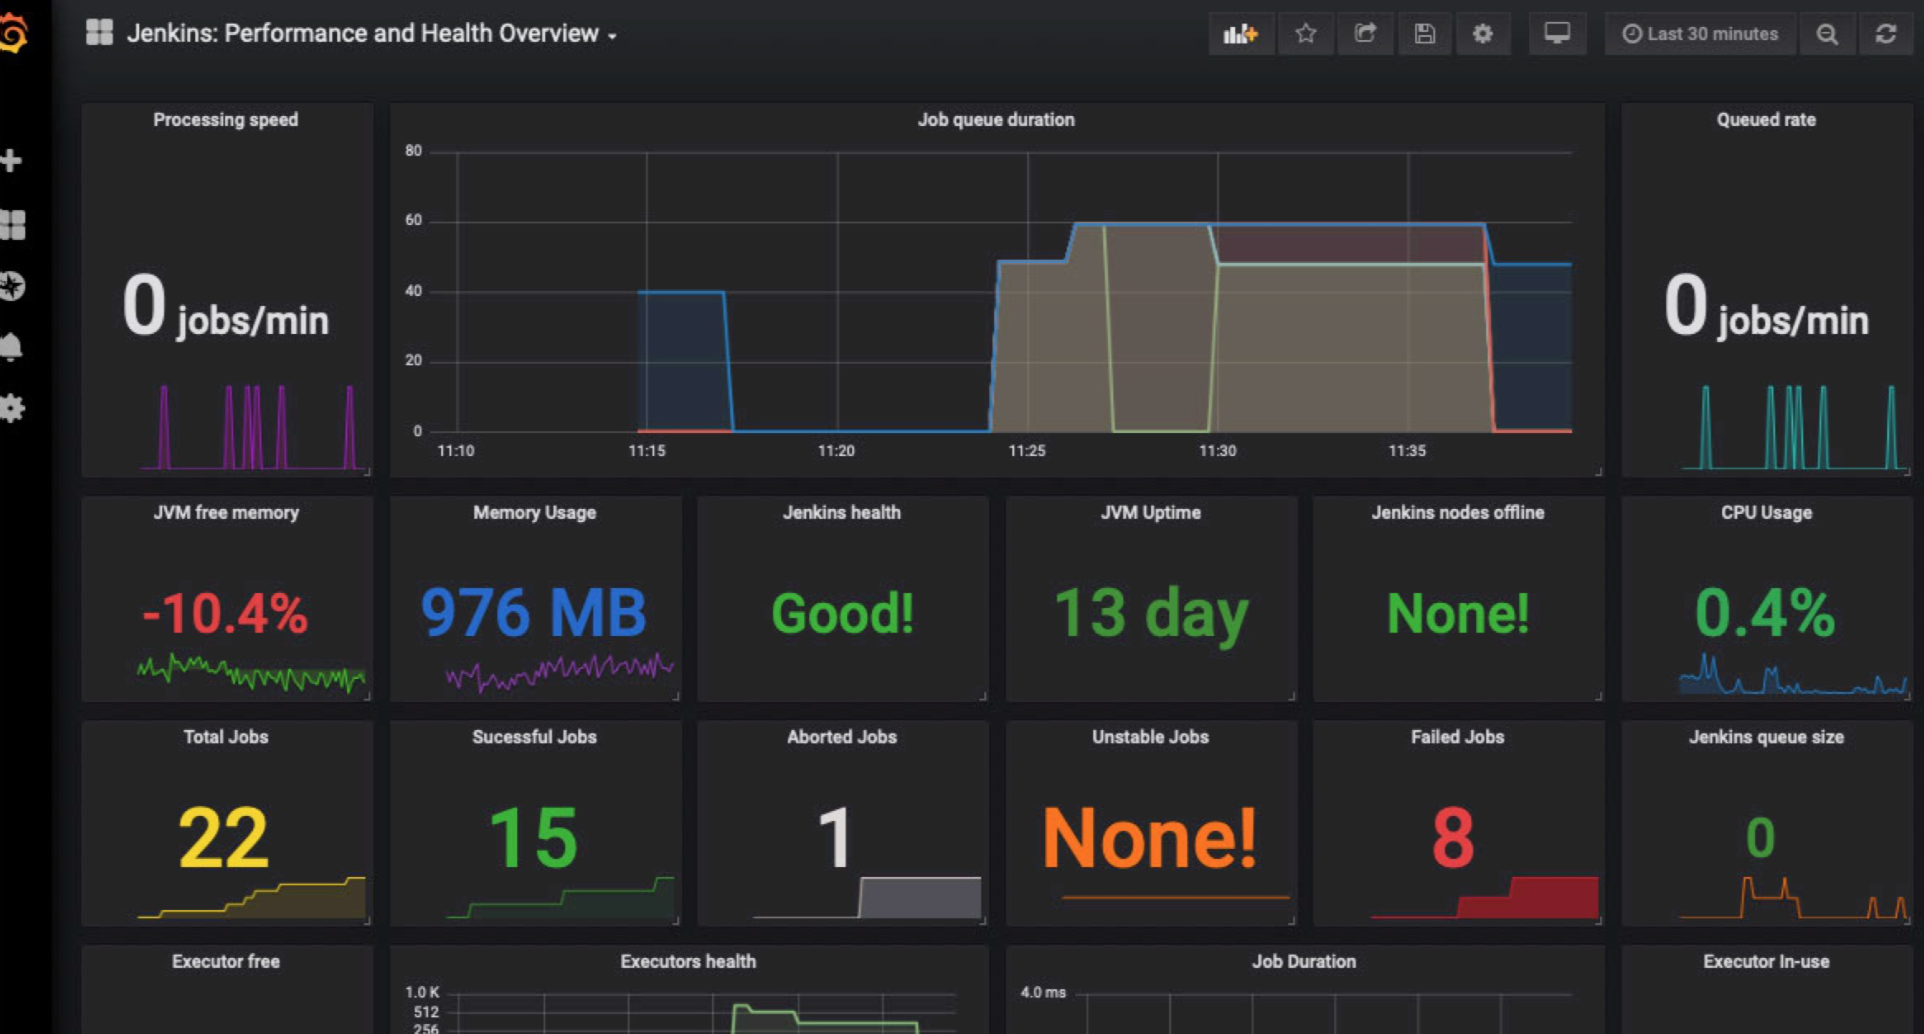 Jenkins: Performance and Health Overview
Last 30 minutes
Processing speed
0 jobs/min
Job queue duration
80
60
40
20
0
11:10
11:15
11:20
11:25
11:30
11:35
Queued rate
0 jobs/min
JVM free memory
-10.4%
Memory Usage
976 MB
Jenkins health
Good!
JVM Uptime
13 day
Jenkins nodes offline
None!
CPU Usage
0.4%
Total Jobs
22
Sucessful Jobs
15
Aborted Jobs
1
Unstable Jobs
None!
Failed Jobs
8
Jenkins queue size
0
Executor free
Executors health
1.0 K
512
256
Job Duration
4.0 ms
Executor In-use